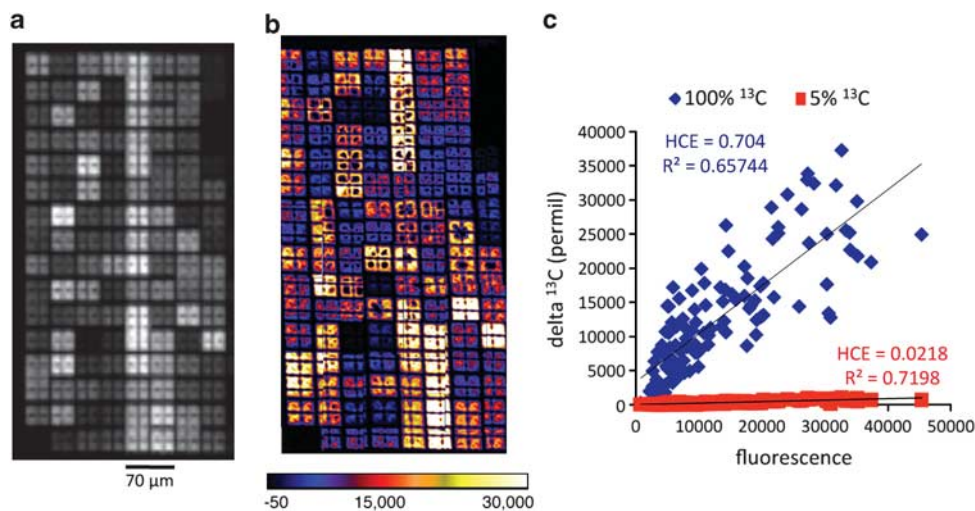 a
70 µm
b
-50 15,000 30,000
c
100% ¹³C 5% ¹³C
HCE = 0.704
R² = 0.65744
HCE = 0.0218
R² = 0.7198
delta ¹³C (permil)
40000
35000
30000
25000
20000
15000
10000
5000
0
0 10000 20000 30000 40000 50000
fluorescence